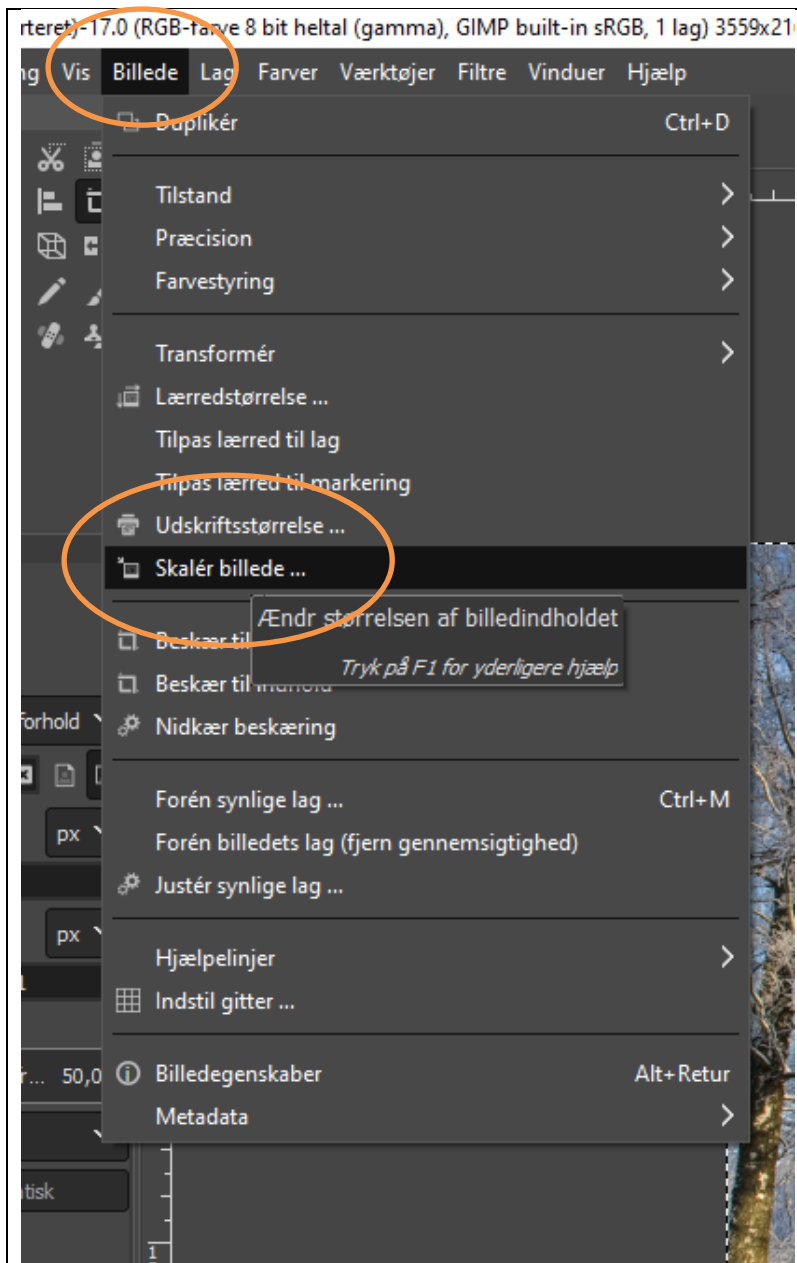 rteret)-17.0 (RGB-farve 8 bit heltal (gamma), GIMP built-in sRGB, 1 lag) 3559x21
ng Vis Billede Lag Farver Værktøjer Filtre Vinduer Hjælp
Duplikér Ctrl+D
Tilstand
Præcision
Farvestyring
Transformér
Lærredstørrelse ...
Tilpas lærred til lag
Tilpas lærred til markering
Udskriftsstørrelse ...
Skalér billede ...
Ændr størrelsen af billedindholdet
Beskær til
Tryk på F1 for yderligere hjælp
Beskær til indhold
forhold
Nidkær beskæring
Forén synlige lag ... Ctrl+M
px
Forén billedets lag (fjern gennemsigtighed)
Justér synlige lag ...
px
Hjælpelinjer
Indstil gitter ...
50,0
Billedegenskaber Alt+Retur
Metadata
tisk
1